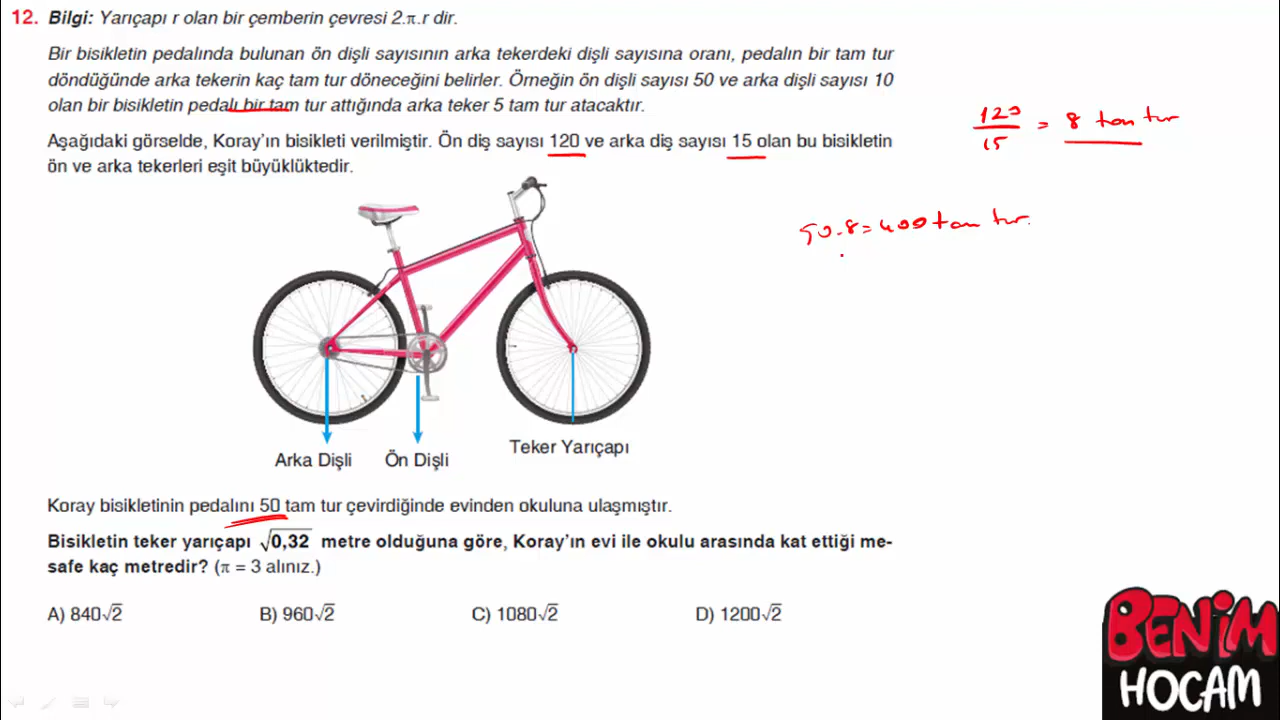 12. Bilgi: Yarıçapı r olan bir çemberin çevresi 2.π.r dir.
Bir bisikletin pedalında bulunan ön dişli sayısının arka tekerdeki dişli sayısına oranı, pedalın bir tam tur
döndüğünde arka tekerin kaç tam tur döneceğini belirler. Örneğin ön dişli sayısı 50 ve arka dişli sayısı 10
olan bir bisikletin pedalı bir tam tur attığında arka teker 5 tam tur atacaktır.
120
15
= 8 tam tur
Aşağıdaki görselde, Koray'ın bisikleti verilmiştir. Ön diş sayısı 120 ve arka diş sayısı 15 olan bu bisikletin
ön ve arka tekerleri eşit büyüklüktedir.
50.8=400 tam tur.
Teker Yarıçapı
Arka Dişli
Ön Dişli
Koray bisikletinin pedalını 50 tam tur çevirdiğinde evinden okuluna ulaşmıştır.
Bisikletin teker yarıçapı √0,32 metre olduğuna göre, Koray'ın evi ile okulu arasında kat ettiği me-
safe kaç metredir? (π = 3 alınız.)
A) 840√2 B) 960√2 C) 1080√2 D) 1200√2
BENİM
HOCAM